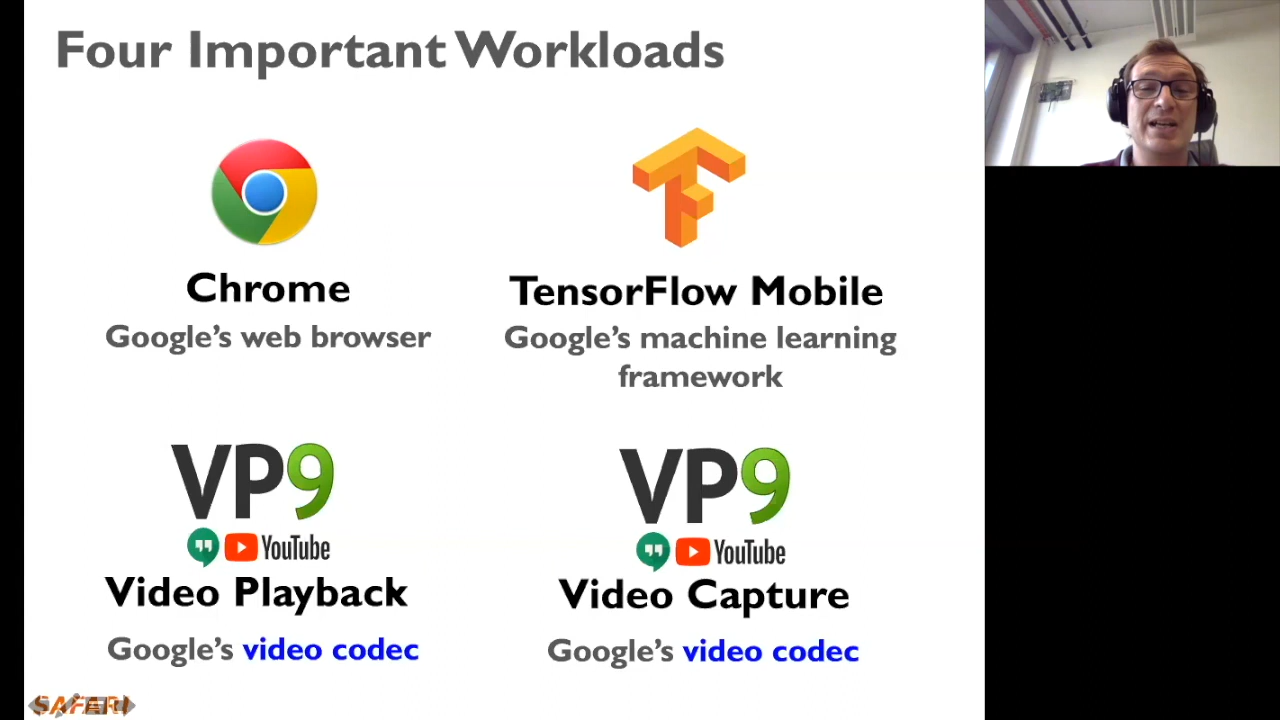 Four Important Workloads
Chrome
Google's web browser
TensorFlow Mobile
Google's machine learning
framework
VP9
YouTube
Video Playback
Google's video codec
VP9
YouTube
Video Capture
Google's video codec
SAFARI